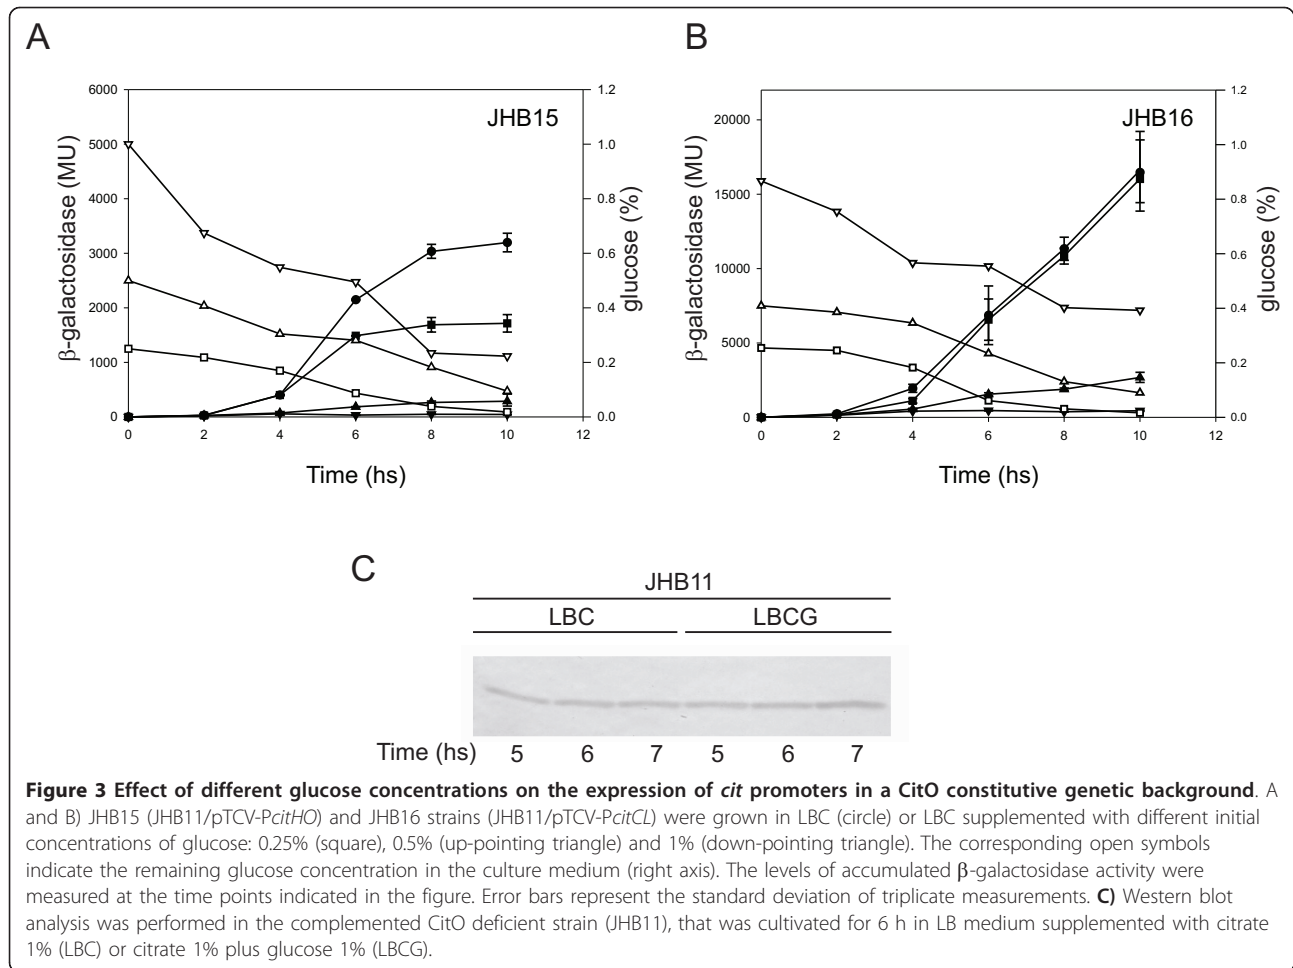 A
B
6000
5000
4000
3000
2000
1000
0
β-galactosidase (MU)
1.2
1.0
0.8
0.6
0.4
0.2
0.0
glucose (%)
JHB15
0 2 4 6 8 10 12
Time (hs)
20000
15000
10000
5000
0
β-galactosidase (MU)
1.2
1.0
0.8
0.6
0.4
0.2
0.0
glucose (%)
JHB16
0 2 4 6 8 10 12
Time (hs)
C
JHB11
LBC LBCG
Time (hs) 5 6 7 5 6 7
Figure 3 Effect of different glucose concentrations on the expression of cit promoters in a CitO constitutive genetic background. A
and B) JHB15 (JHB11/pTCV-PcitHO) and JHB16 strains (JHB11/pTCV-PcitCL) were grown in LBC (circle) or LBC supplemented with different initial
concentrations of glucose: 0.25% (square), 0.5% (up-pointing triangle) and 1% (down-pointing triangle). The corresponding open symbols
indicate the remaining glucose concentration in the culture medium (right axis). The levels of accumulated β-galactosidase activity were
measured at the time points indicated in the figure. Error bars represent the standard deviation of triplicate measurements. C) Western blot
analysis was performed in the complemented CitO deficient strain (JHB11), that was cultivated for 6 h in LB medium supplemented with citrate
1% (LBC) or citrate 1% plus glucose 1% (LBCG).